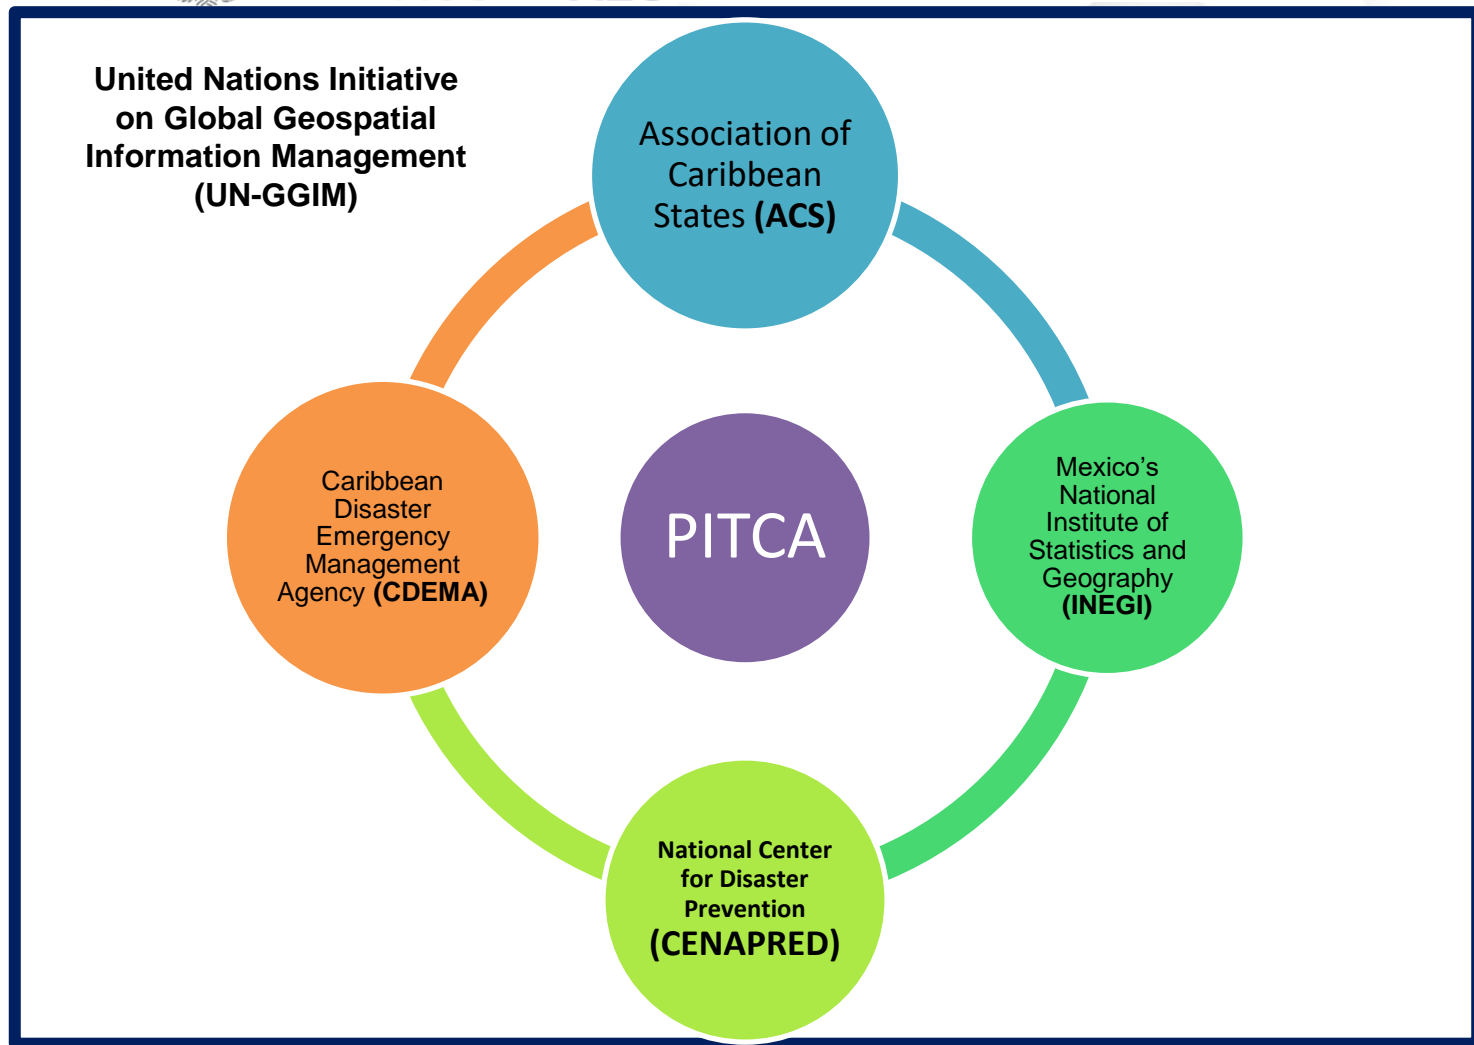 United Nations Initiative
on Global Geospatial
Information Management
(UN-GGIM)
Association of
Caribbean
States (ACS)
Caribbean
Disaster
Emergency
Management
Agency (CDEMA)
PITCA
Mexico’s
National
Institute of
Statistics and
Geography
(INEGI)
National Center
for Disaster
Prevention
(CENAPRED)